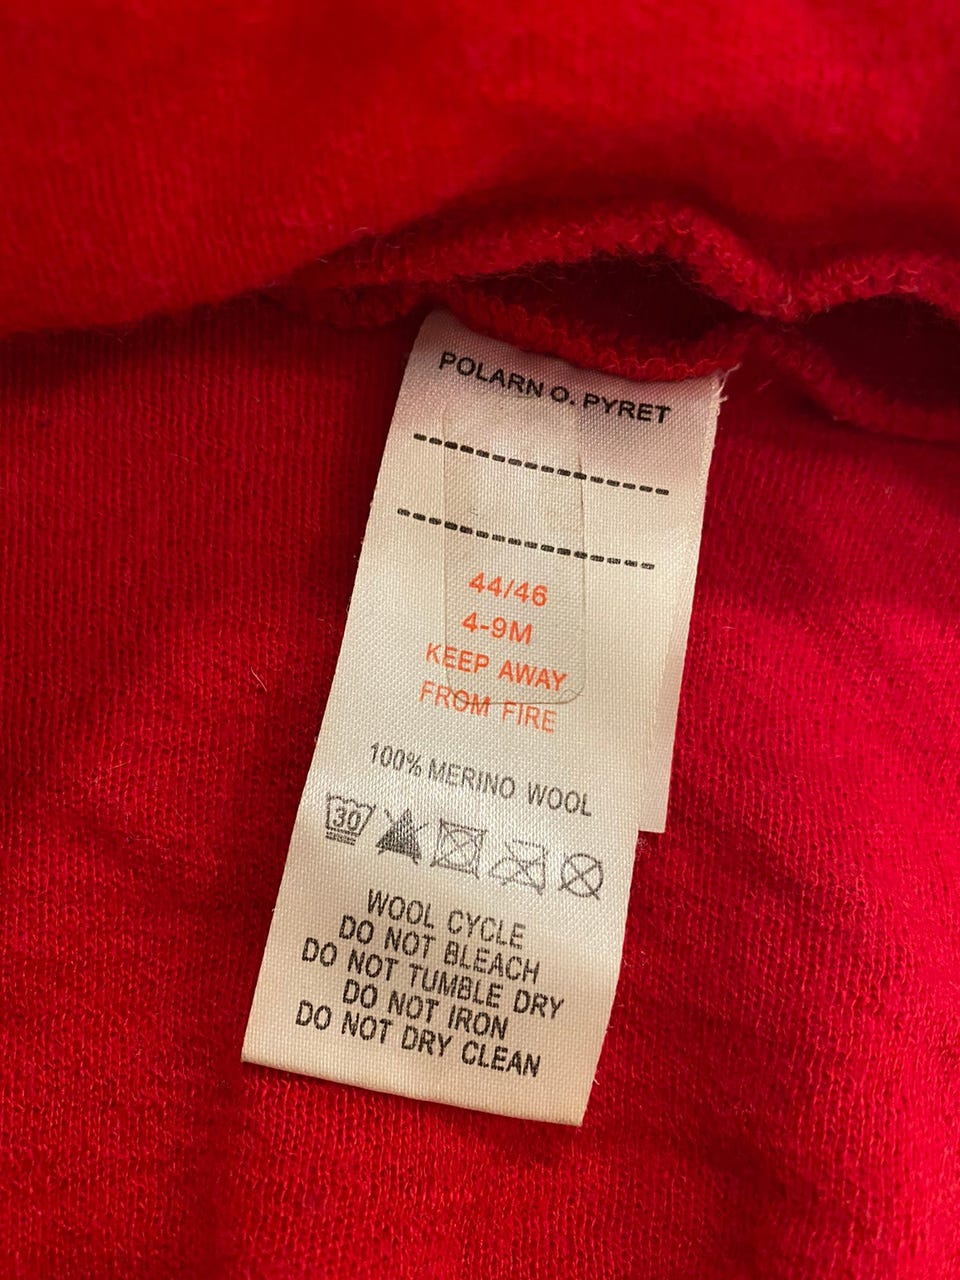 POLARN O. PYRET
44/46
4-9M
KEEP AWAY
FROM FIRE
100% MERINO WOOL
30
WOOL CYCLE
DO NOT BLEACH
DO NOT TUMBLE DRY
DO NOT IRON
DO NOT DRY CLEAN